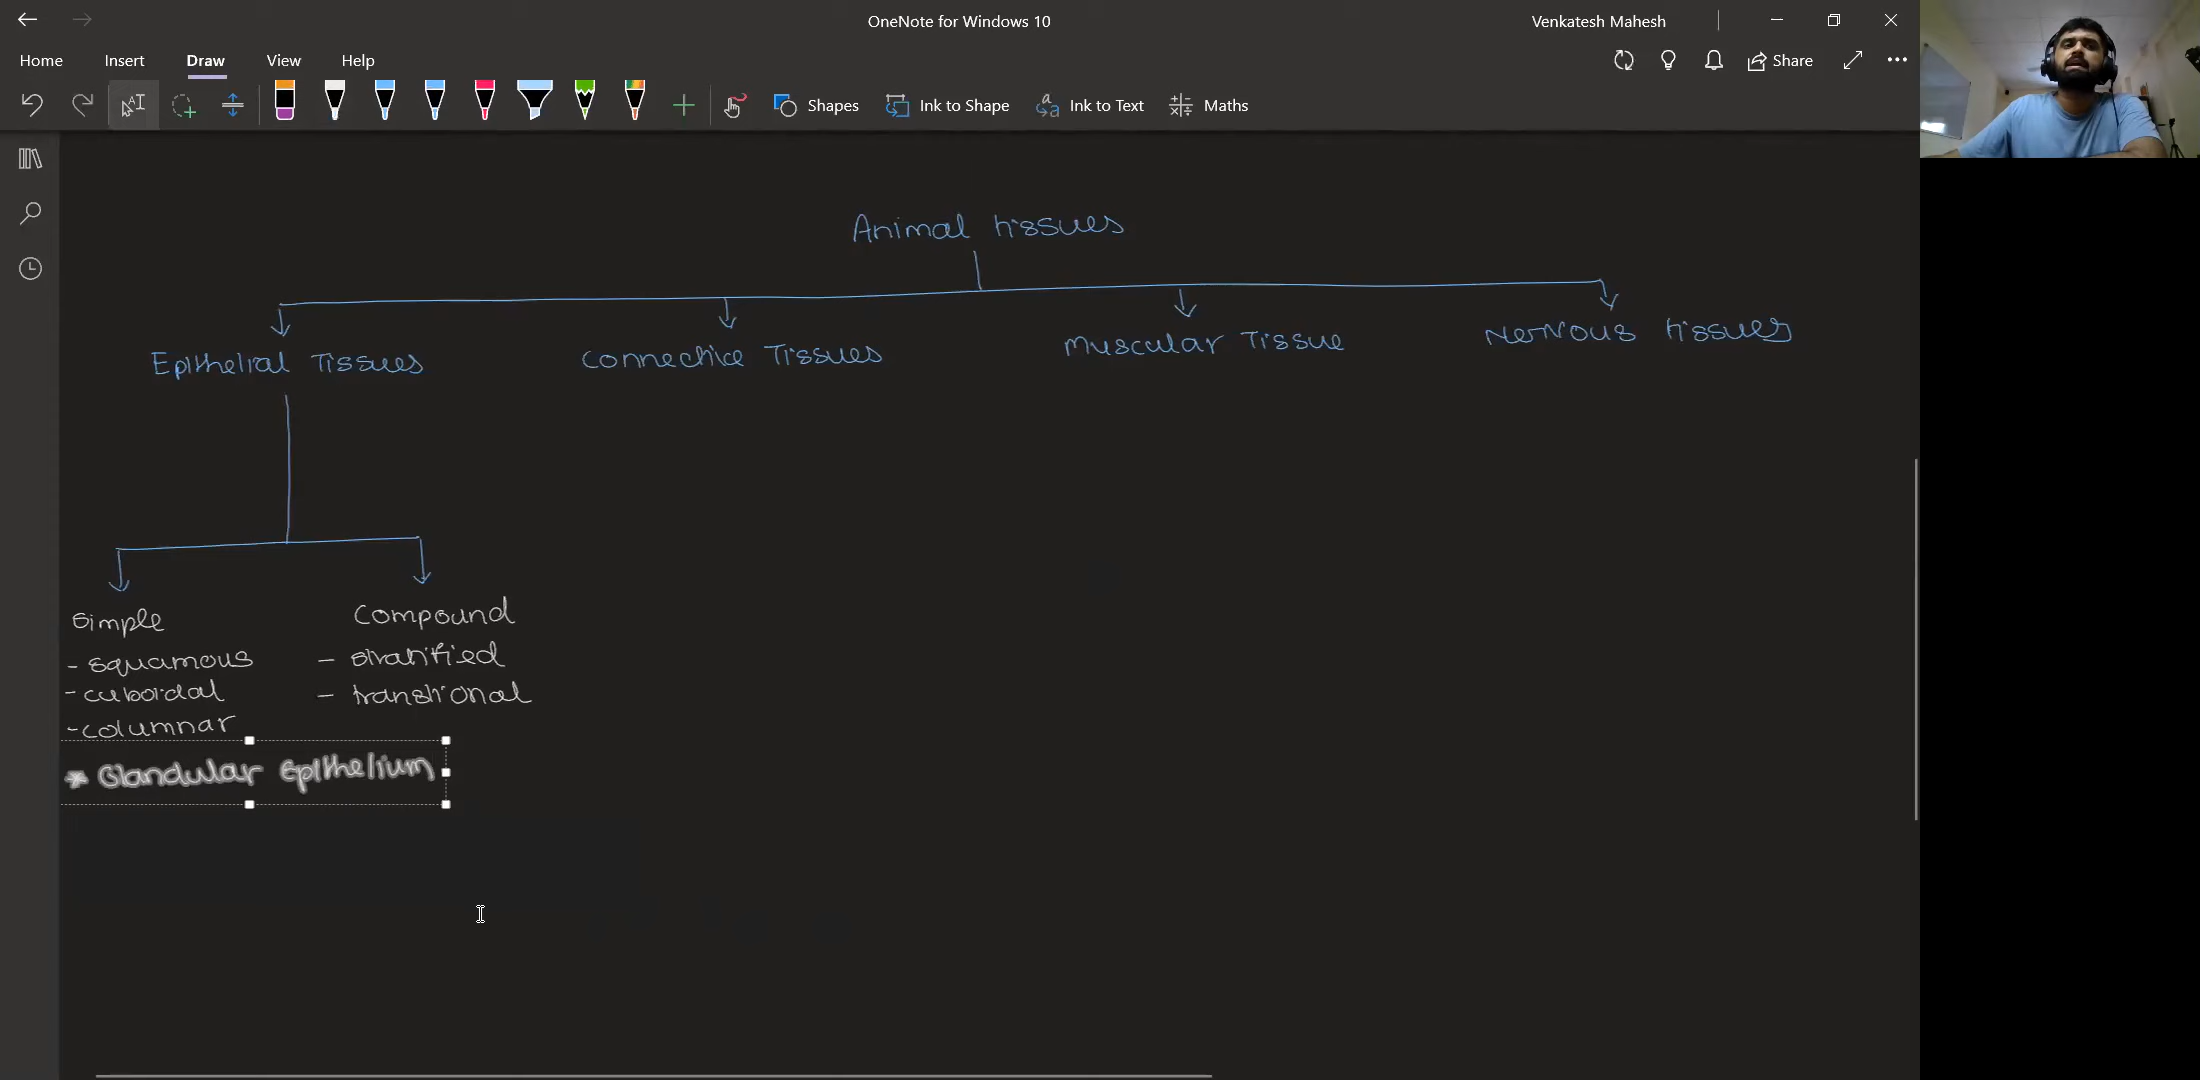 OneNote for Windows 10
Venkatesh Mahesh
Home Insert Draw View Help
Share
Shapes Ink to Shape Ink to Text Maths
Animal tissues
Epithelial Tissues Connective Tissues Muscular Tissue Nervous tissues
Simple Compound
- squamous - stratified
- cuboidal - transitional
- columnar
* Glandular Epithelium